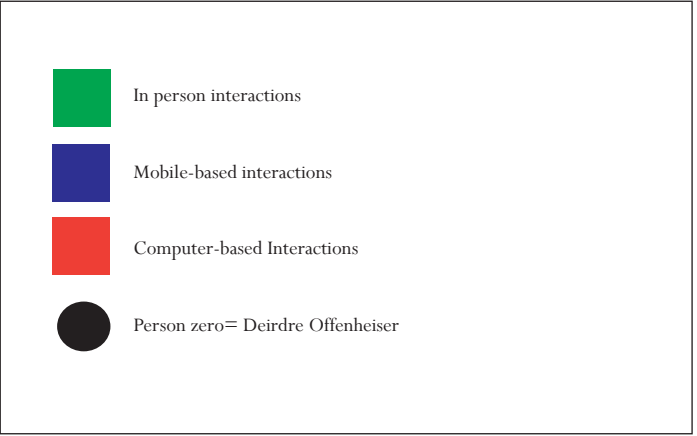 In person interactions
Mobile-based interactions
Computer-based Interactions
Person zero= Deirdre Offenheiser